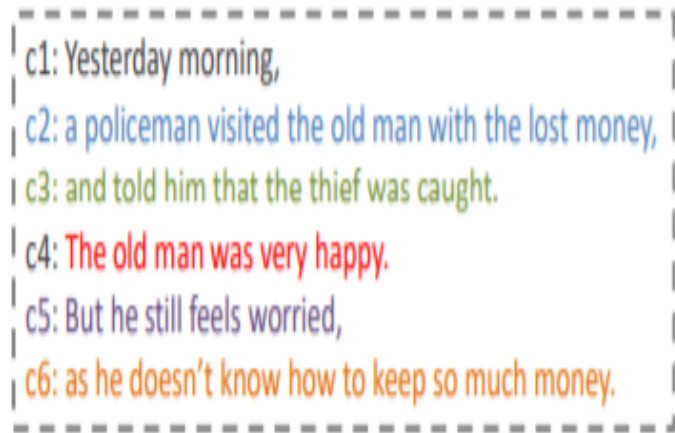 c1: Yesterday morning,
c2: a policeman visited the old man with the lost money,
c3: and told him that the thief was caught.
c4: The old man was very happy.
c5: But he still feels worried,
c6: as he doesn’t know how to keep so much money.